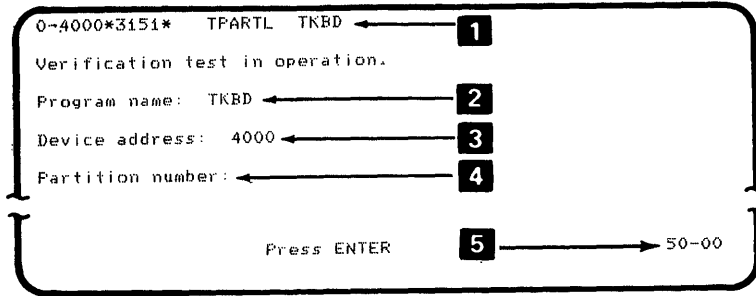 0-4000*3151* TPARTL TKBD 1
Verification test in operation.
Program name: TKBD 2
Device address: 4000 3
Partition number: 4
Press ENTER 5 50-00